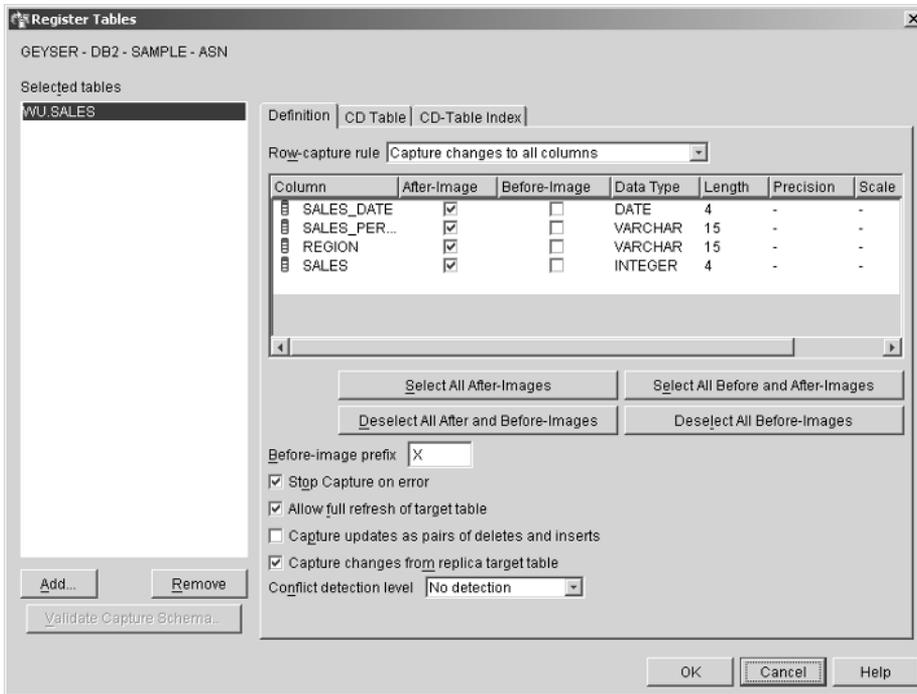 Register Tables
GEYSER - DB2 - SAMPLE - ASN
Selected tables
WU.SALES
Definition CD Table CD-Table Index
Row-capture rule Capture changes to all columns
Column After-Image Before-Image Data Type Length Precision Scale
SALES_DATE DATE 4 - -
SALES_PER... VARCHAR 15 - -
REGION VARCHAR 15 - -
SALES INTEGER 4 - -
Select All After-Images Select All Before and After-Images
Deselect All After and Before-Images Deselect All Before-Images
Before-image prefix X
Stop Capture on error
Allow full refresh of target table
Capture updates as pairs of deletes and inserts
Capture changes from replica target table
Conflict detection level No detection
Add... Remove
Validate Capture Schema...
OK Cancel Help